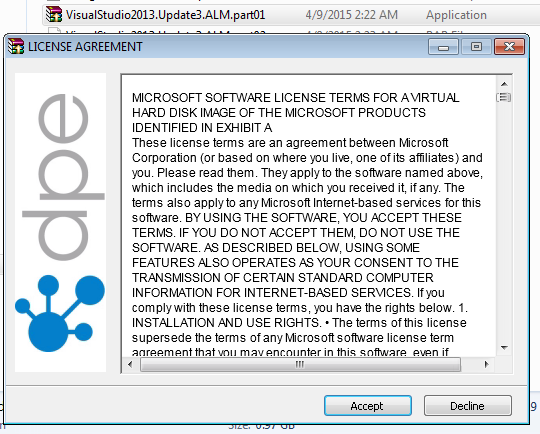 VisualStudio2013.Update3.ALM.part01 4/9/2015 2:22 AM Application
LICENSE AGREEMENT
dpe
MICROSOFT SOFTWARE LICENSE TERMS FOR A VIRTUAL
HARD DISK IMAGE OF THE MICROSOFT PRODUCTS
IDENTIFIED IN EXHIBIT A
These license terms are an agreement between Microsoft
Corporation (or based on where you live, one of its affiliates) and
you. Please read them. They apply to the software named above,
which includes the media on which you received it, if any. The
terms also apply to any Microsoft Internet-based services for this
software. BY USING THE SOFTWARE, YOU ACCEPT THESE
TERMS. IF YOU DO NOT ACCEPT THEM, DO NOT USE THE
SOFTWARE. AS DESCRIBED BELOW, USING SOME
FEATURES ALSO OPERATES AS YOUR CONSENT TO THE
TRANSMISSION OF CERTAIN STANDARD COMPUTER
INFORMATION FOR INTERNET-BASED SERVICES. If you
comply with these license terms, you have the rights below. 1.
INSTALLATION AND USE RIGHTS. • The terms of this license
supersede the terms of any Microsoft software license term
agreement that you may encounter in this software, even if
Accept Decline
Size: 0.97 GB